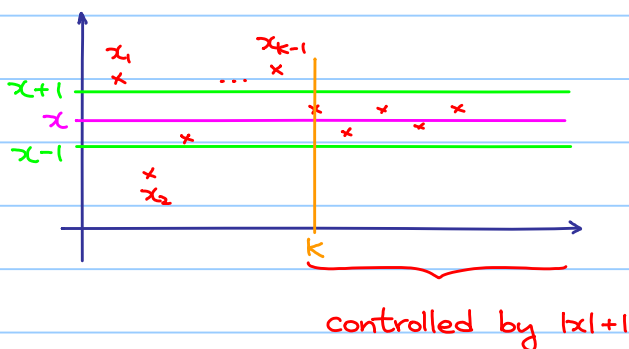 x₁
x_{K-1}
...
x+1
x
x-1
x₂
K
controlled by |x|+1